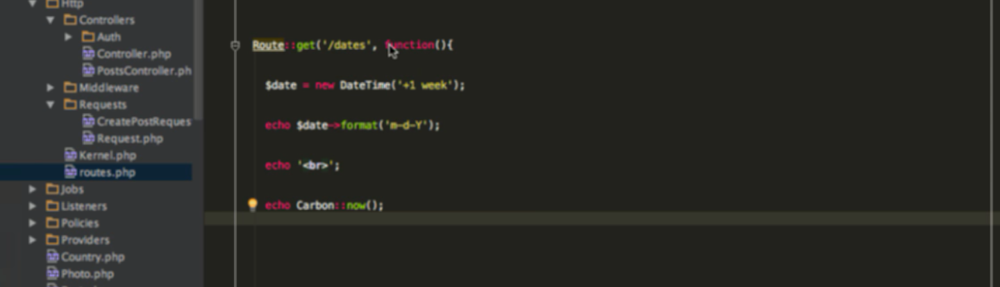 Http
Controllers
Auth
Controller.php
PostsController.ph
Middleware
Requests
CreatePostReques
Request.php
Kernel.php
routes.php
Jobs
Listeners
Policies
Providers
Country.php
Photo.php
Route::get('/dates', function(){
$date = new DateTime('+1 week');
echo $date->format('m-d-Y');
echo '<br>';
echo Carbon::now();